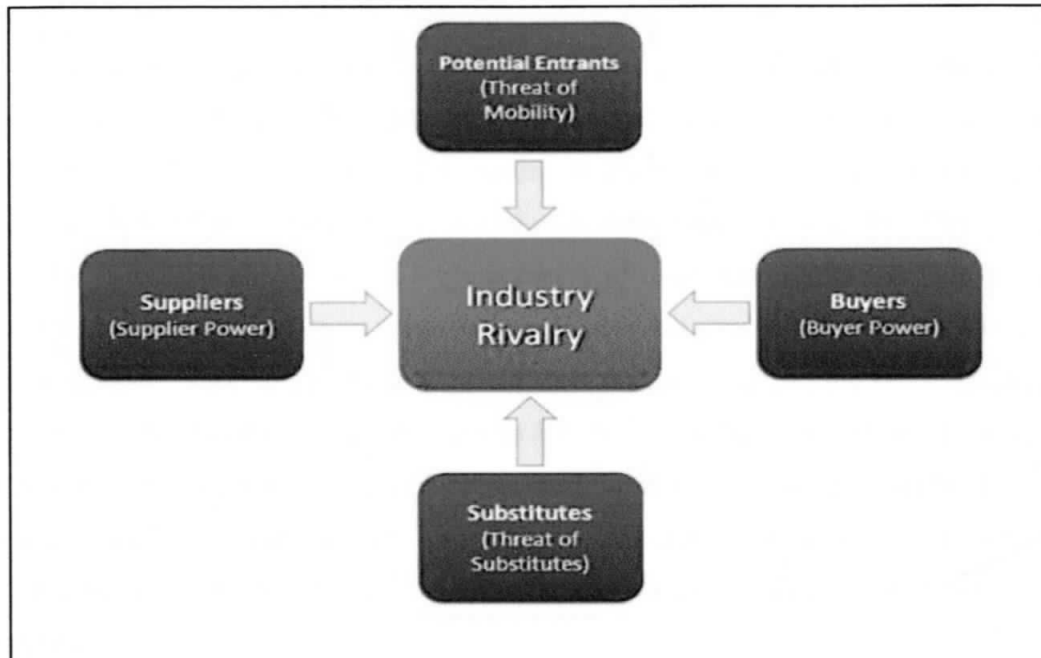 Potential Entrants
(Threat of
Mobility)
Suppliers
(Supplier Power)
Industry
Rivalry
Buyers
(Buyer Power)
Substitutes
(Threat of
Substitutes)